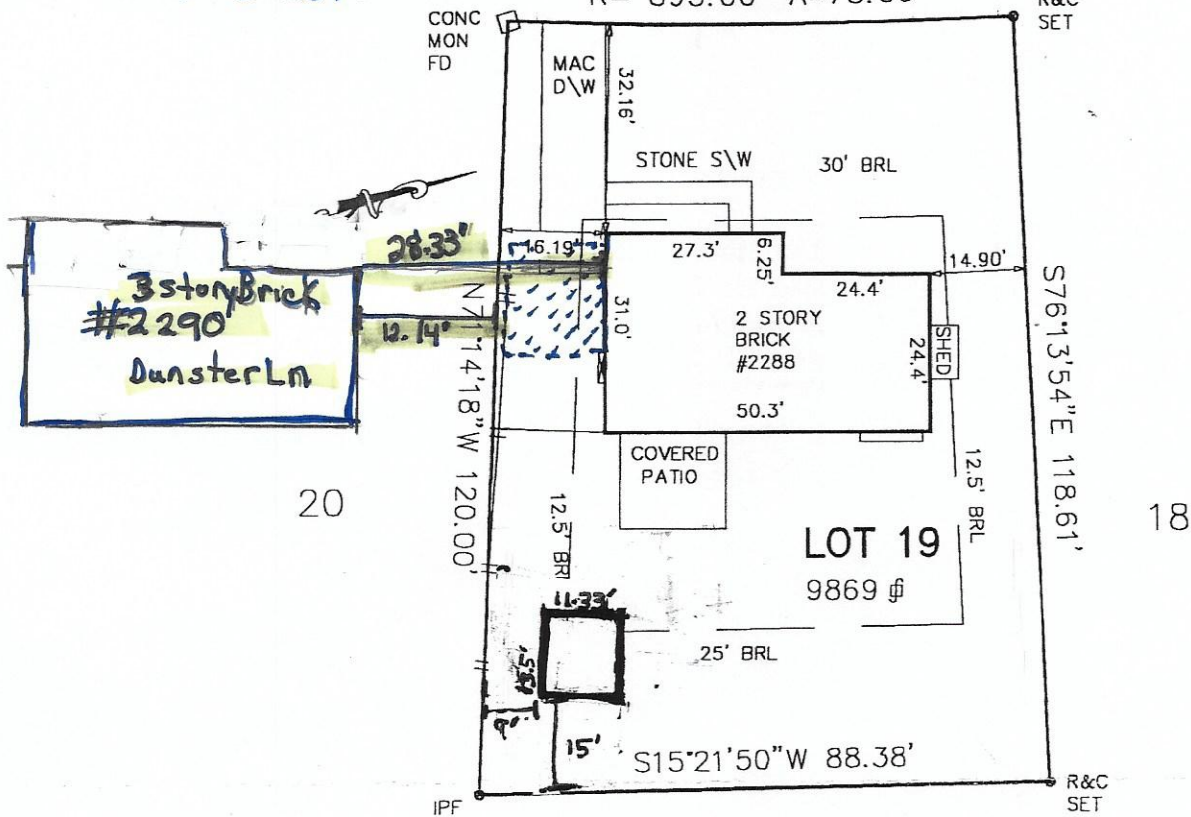 CONC
MON
FD
SET
MAC
D\W
32.16'
STONE S\W
30' BRL
28.33'
16.19'
27.3'
6.25'
14.90'
24.4'
3 story Brick
#2290
Dunster Ln
12.14'
31.0'
2 STORY
BRICK
#2288
24.4'
SHED
50.3'
N71°14'18"W 120.00'
S76°13'54"E 118.61'
COVERED
PATIO
20
12.5' BR
12.5' BRL
18
LOT 19
9869
11.33'
25' BRL
13.5'
9'
15'
S15°21'50"W 88.38'
IPF
R&C
SET